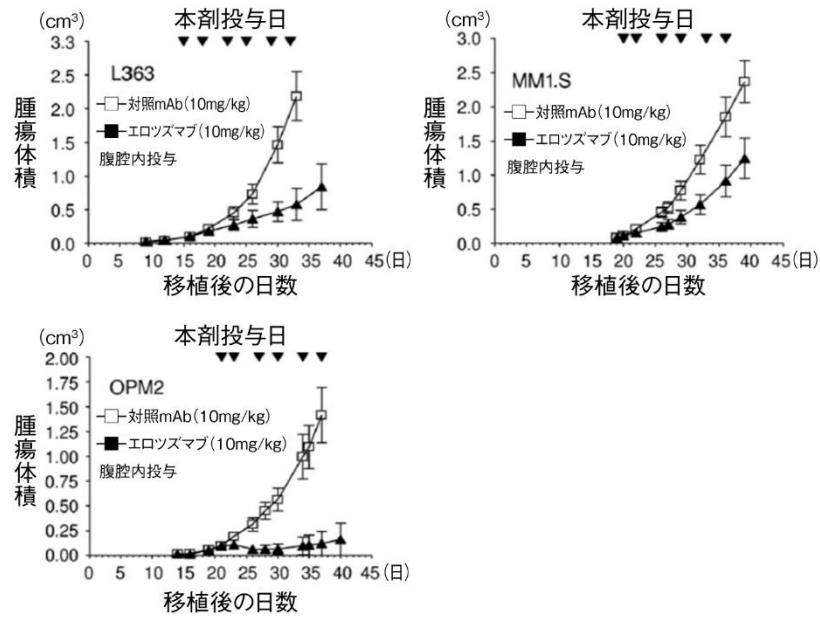 (cm³)
本剤投与日
3.3
2.5
2.0
1.5
1.0
0.5
0.0
L363
対照mAb(10mg/kg)
エロツズマブ(10mg/kg)
腹腔内投与
腫瘍体積
0 5 10 15 20 25 30 35 40 45(日)
移植後の日数
(cm³)
本剤投与日
3.0
2.5
2.0
1.5
1.0
0.5
0.0
MM1.S
対照mAb(10mg/kg)
エロツズマブ(10mg/kg)
腹腔内投与
腫瘍体積
0 5 10 15 20 25 30 35 40 45(日)
移植後の日数
(cm³)
本剤投与日
2.00
1.75
1.50
1.25
1.00
0.75
0.50
0.25
0.00
OPM2
対照mAb(10mg/kg)
エロツズマブ(10mg/kg)
腹腔内投与
腫瘍体積
0 5 10 15 20 25 30 35 40 45(日)
移植後の日数